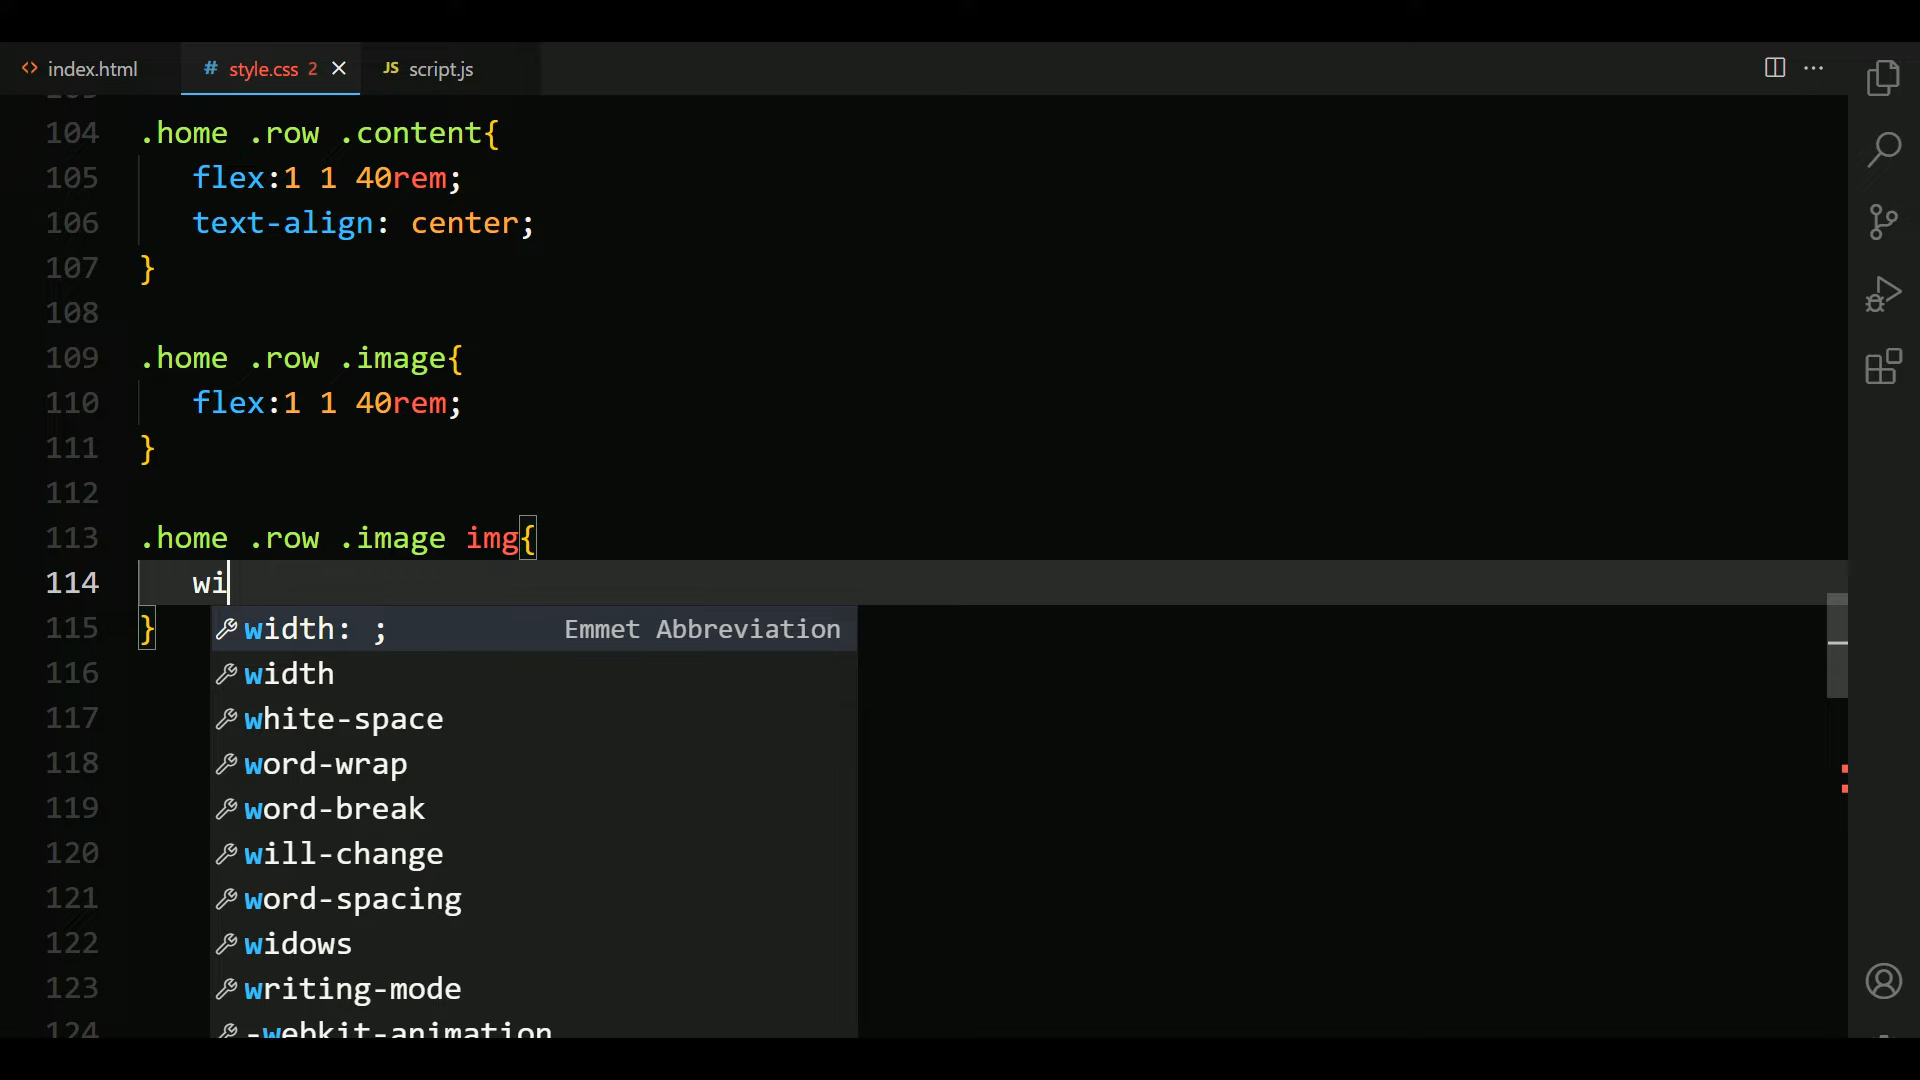 index.html
style.css 2
JS script.js
104 .home .row .content{
105 flex:1 1 40rem;
106 text-align: center;
107 }
108
109 .home .row .image{
110 flex:1 1 40rem;
111 }
112
113 .home .row .image img{
114 wi
115 }
width: ; Emmet Abbreviation
116 width
117 white-space
118 word-wrap
119 word-break
120 will-change
121 word-spacing
122 widows
123 writing-mode
124 -webkit-animation